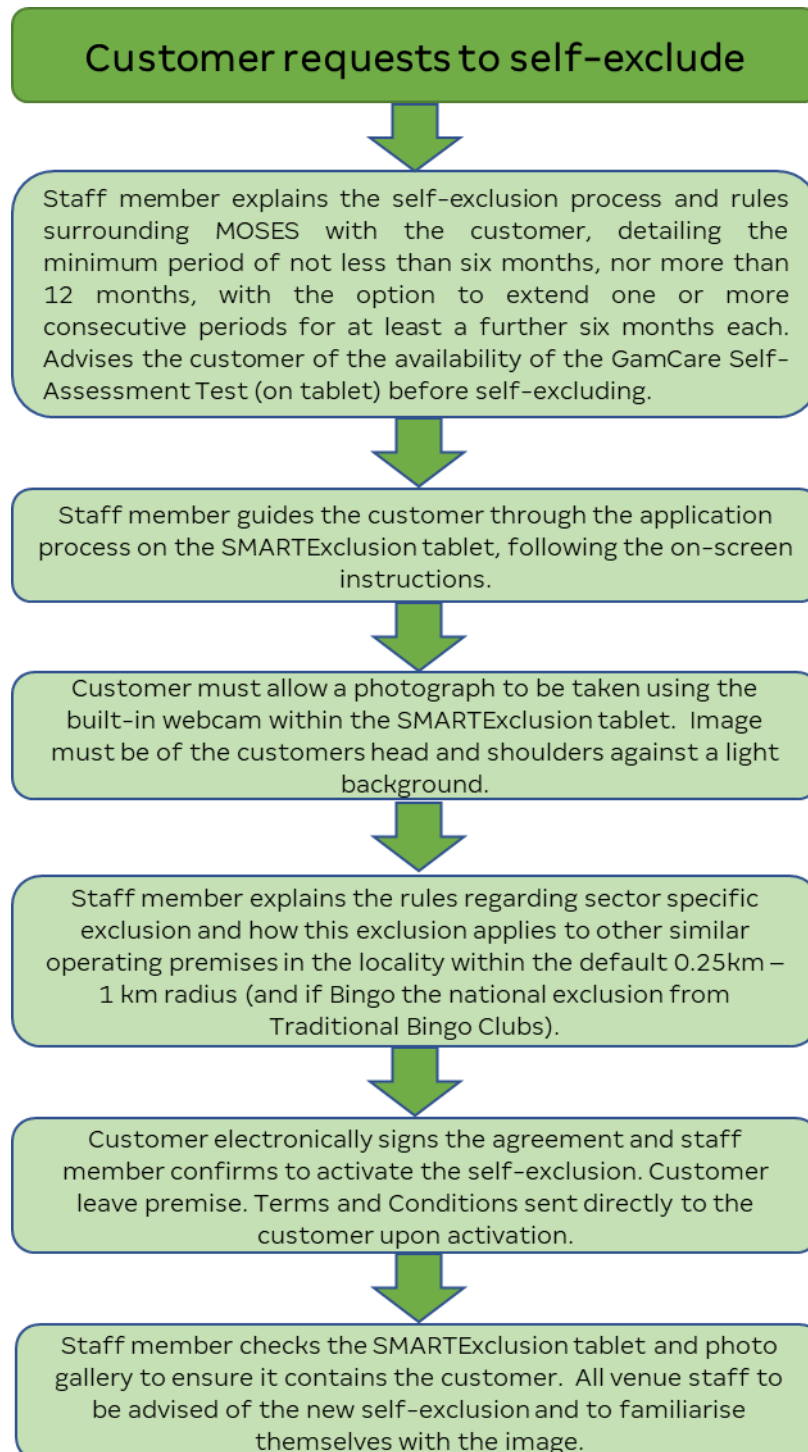 Customer requests to self-exclude
Staff member explains the self-exclusion process and rules
surrounding MOSES with the customer, detailing the
minimum period of not less than six months, nor more than
12 months, with the option to extend one or more
consecutive periods for at least a further six months each.
Advises the customer of the availability of the GamCare Self-
Assessment Test (on tablet) before self-excluding.
Staff member guides the customer through the application
process on the SMARTExclusion tablet, following the on-screen
instructions.
Customer must allow a photograph to be taken using the
built-in webcam within the SMARTExclusion tablet. Image
must be of the customers head and shoulders against a light
background.
Staff member explains the rules regarding sector specific
exclusion and how this exclusion applies to other similar
operating premises in the locality within the default 0.25km –
1 km radius (and if Bingo the national exclusion from
Traditional Bingo Clubs).
Customer electronically signs the agreement and staff
member confirms to activate the self-exclusion. Customer
leave premise. Terms and Conditions sent directly to the
customer upon activation.
Staff member checks the SMARTExclusion tablet and photo
gallery to ensure it contains the customer. All venue staff to
be advised of the new self-exclusion and to familiarise
themselves with the image.